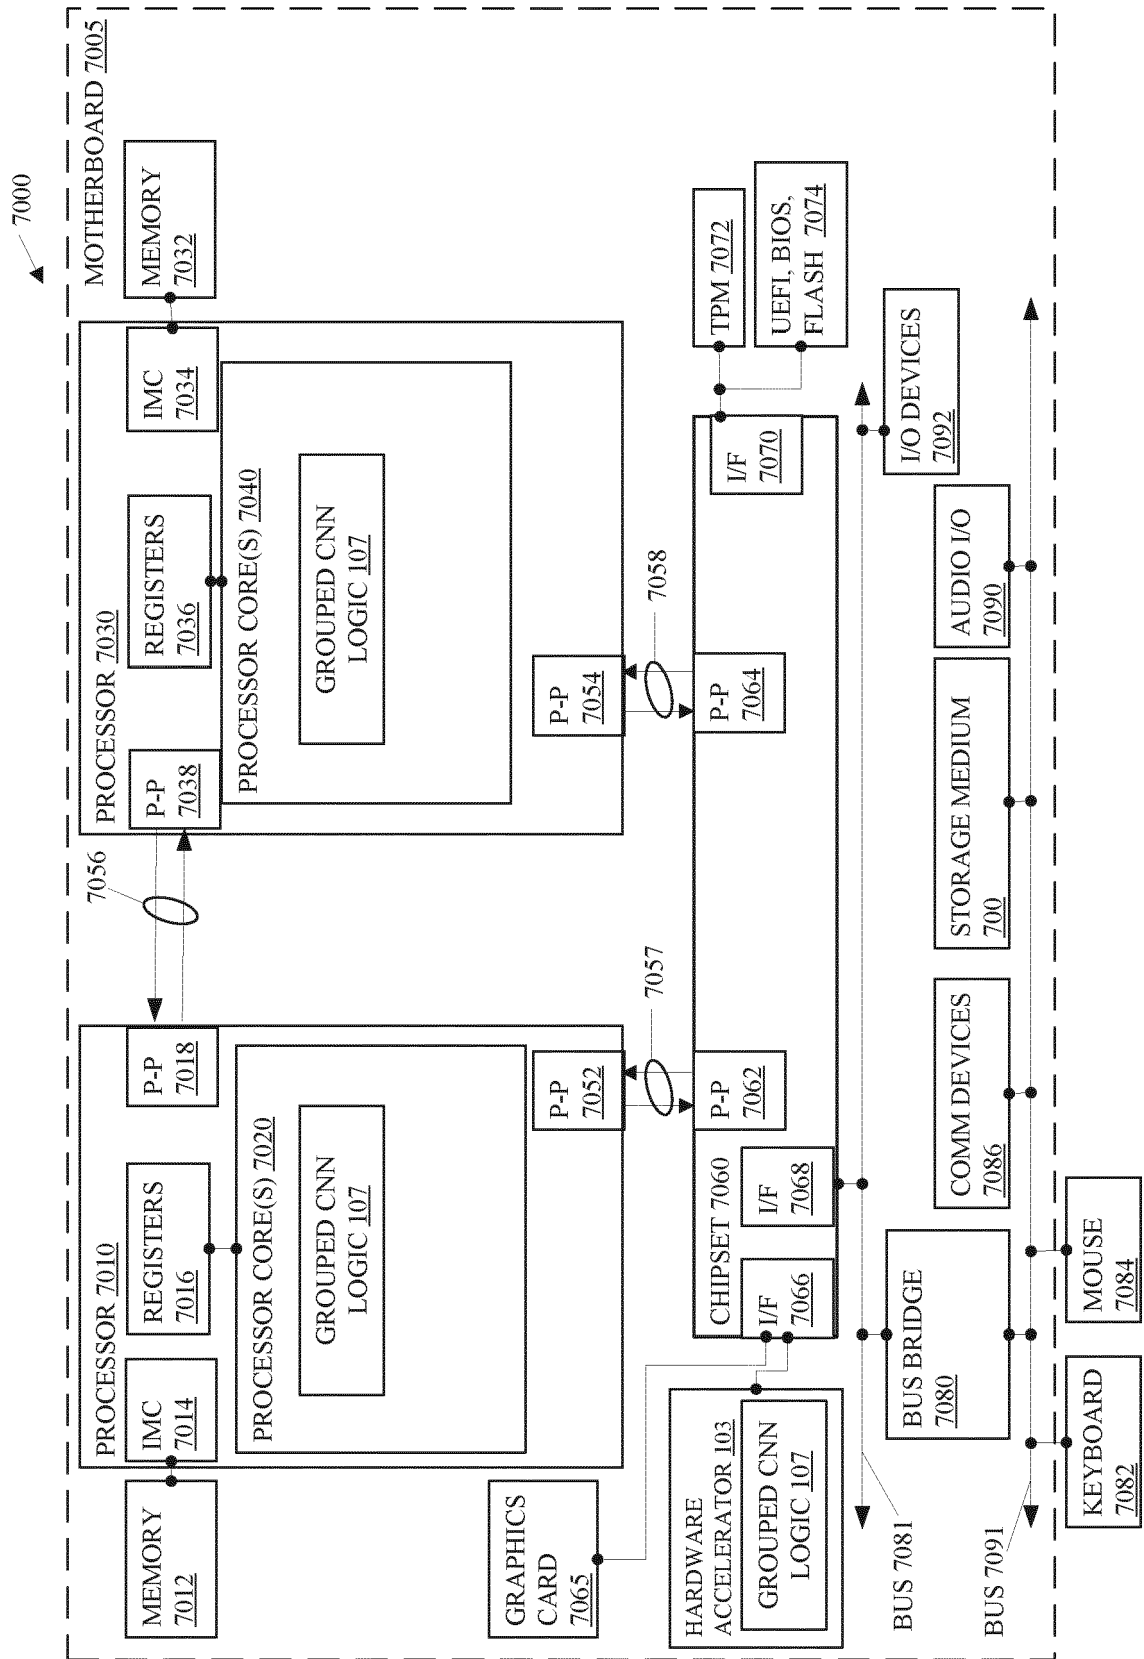 7000
MOTHERBOARD 7005
MEMORY
7012
PROCESSOR 7010
IMC
7014
REGISTERS
7016
P-P
7018
PROCESSOR CORE(S) 7020
GROUPED CNN
LOGIC 107
P-P
7052
7056
PROCESSOR 7030
P-P
7038
REGISTERS
7036
IMC
7034
PROCESSOR CORE(S) 7040
GROUPED CNN
LOGIC 107
P-P
7054
MEMORY
7032
7057
7058
GRAPHICS
CARD
7065
HARDWARE
ACCELERATOR 103
GROUPED CNN
LOGIC 107
CHIPSET 7060
P-P
7062
P-P
7064
I/F
7066
I/F
7068
I/F
7070
TPM 7072
UEFI, BIOS,
FLASH 7074
BUS 7081
BUS BRIDGE
7080
I/O DEVICES
7092
COMM DEVICES
7086
STORAGE MEDIUM
700
AUDIO I/O
7090
BUS 7091
KEYBOARD
7082
MOUSE
7084